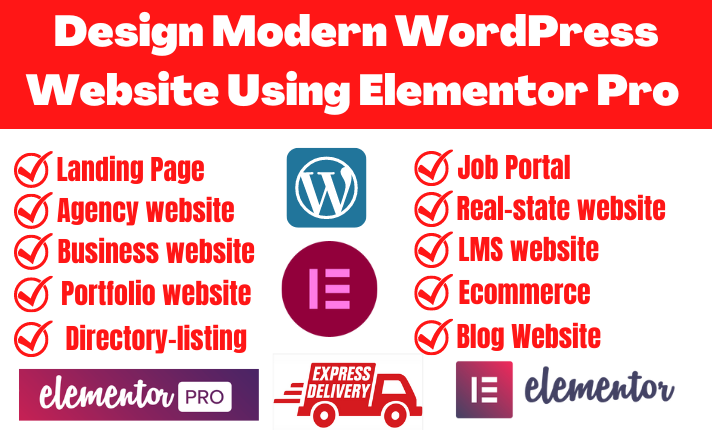 Design Modern WordPress
Website Using Elementor Pro
Landing Page
Agency website
Business website
Portfolio website
Directory-listing
Job Portal
Real-state website
LMS website
Ecommerce
Blog Website
elementor PRO
EXPRESS
DELIVERY
elementor